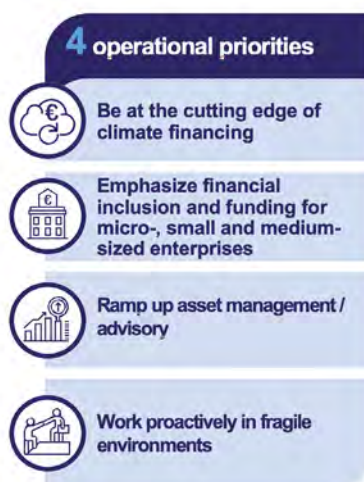 4 operational priorities
€
Be at the cutting edge of
climate financing
€
Emphasize financial
inclusion and funding for
micro-, small and medium-
sized enterprises
Ramp up asset management /
advisory
Work proactively in fragile
environments